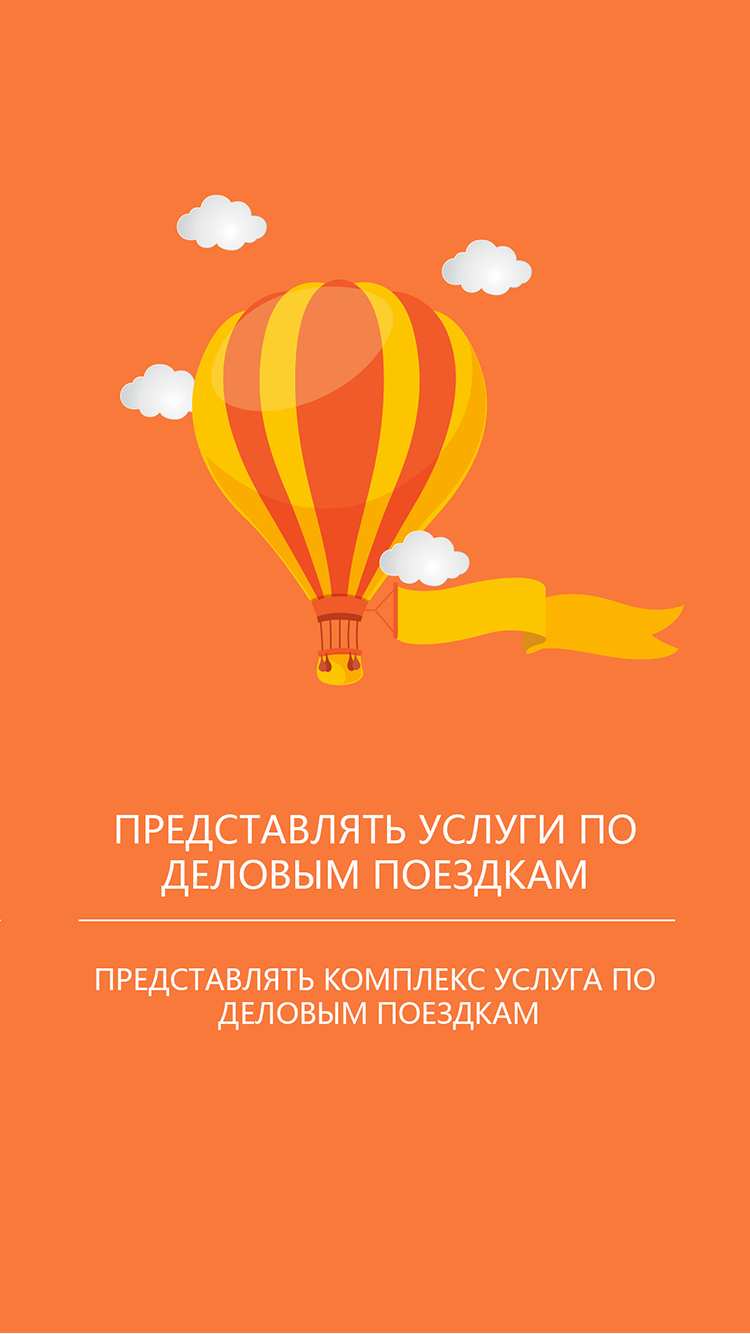 ПРЕДСТАВЛЯТЬ УСЛУГИ ПО
ДЕЛОВЫМ ПОЕЗДКАМ
ПРЕДСТАВЛЯТЬ КОМПЛЕКС УСЛУГА ПО
ДЕЛОВЫМ ПОЕЗДКАМ